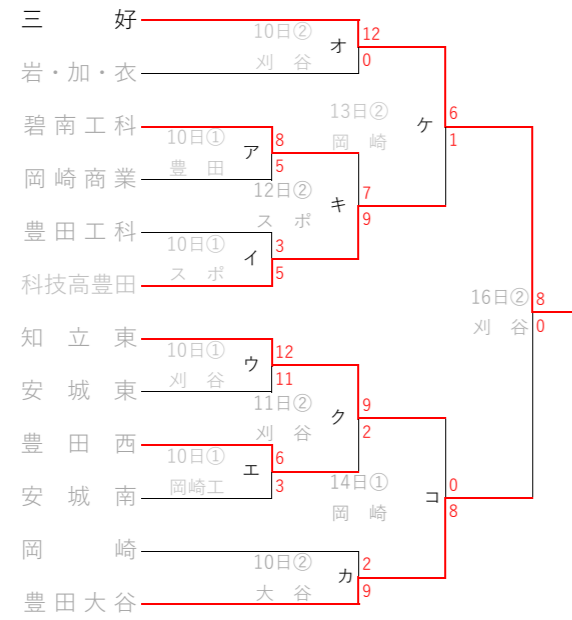 三好
10日② オ 12
刈谷 0
岩・加・衣
13日② ケ 6
岡崎 1
碧南工科
10日① ア 8
豊田 5
岡崎商業
12日② キ 7
スポ 9
豊田工科
10日① イ 3
スポ 5
科技高豊田
16日② 8
刈谷 0
知立東
10日① ウ 12
刈谷 11
安城東
11日② ク 9
刈谷 2
豊田西
10日① エ 6
岡崎工 3
安城南
14日① コ 0
岡崎 8
岡崎
10日② カ 2
大谷 9
豊田大谷